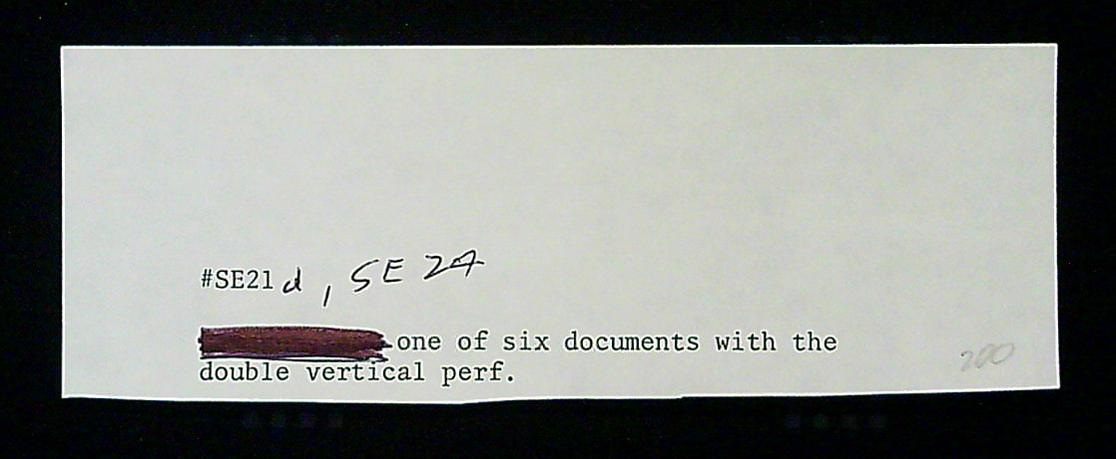 #SE21d, SE24
one of six documents with the
double vertical perf.
200